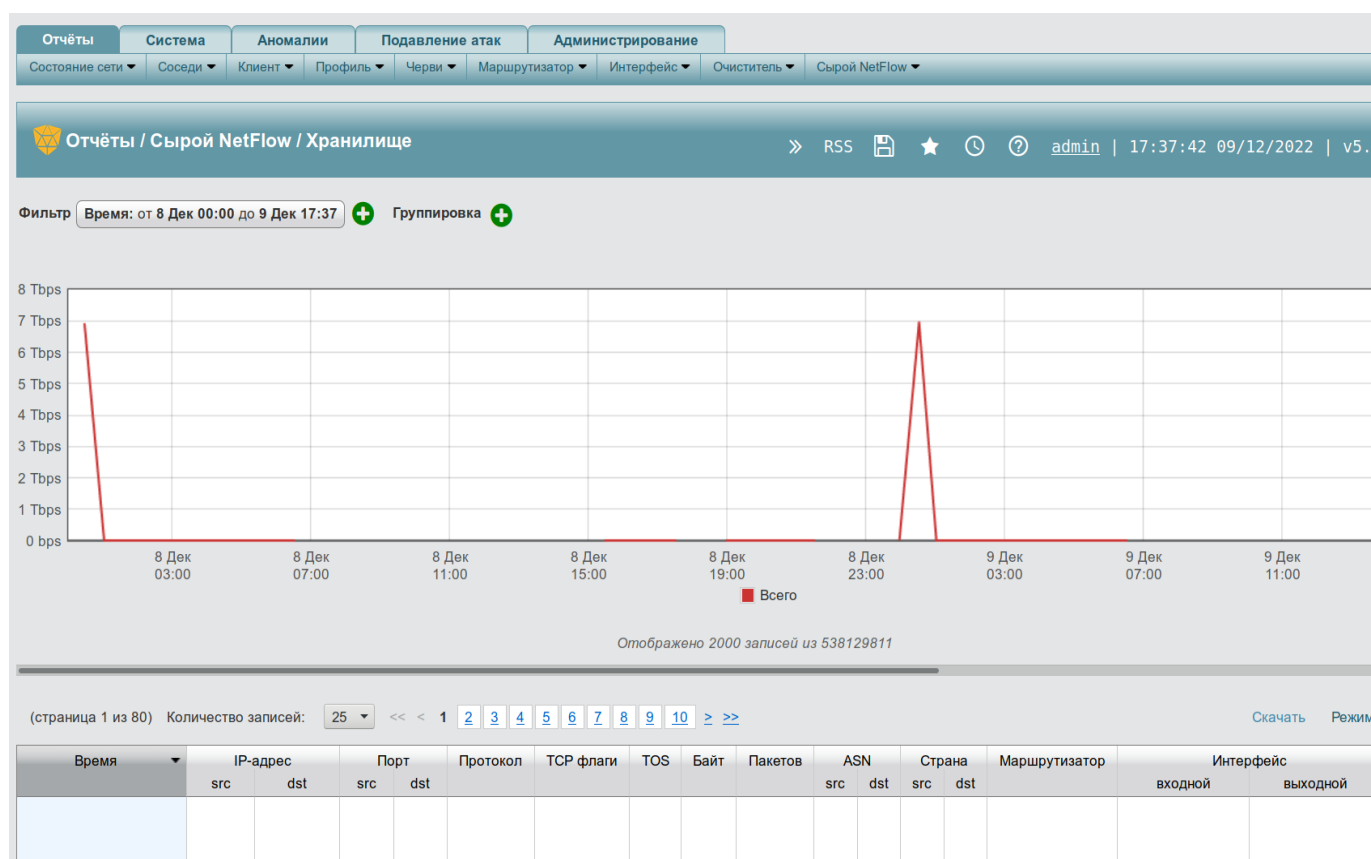 Отчёты Система Аномалии Подавление атак Администрирование
Состояние сети Соседи Клиент Профиль Черви Маршрутизатор Интерфейс Очиститель Сырой NetFlow
Отчёты / Сырой NetFlow / Хранилище RSS admin | 17:37:42 09/12/2022 | v5.
Фильтр Время: от 8 Дек 00:00 до 9 Дек 17:37 Группировка
8 Tbps
7 Tbps
6 Tbps
5 Tbps
4 Tbps
3 Tbps
2 Tbps
1 Tbps
0 bps
8 Дек 8 Дек 8 Дек 8 Дек 8 Дек 8 Дек 9 Дек 9 Дек 9 Дек
03:00 07:00 11:00 15:00 19:00 23:00 03:00 07:00 11:00
Всего
Отображено 2000 записей из 538129811
(страница 1 из 80) Количество записей: 25 << < 1 2 3 4 5 6 7 8 9 10 > >> Скачать Режим
Время IP-адрес Порт Протокол TCP флаги TOS Байт Пакетов ASN Страна Маршрутизатор Интерфейс
src dst src dst src dst src dst входной выходной